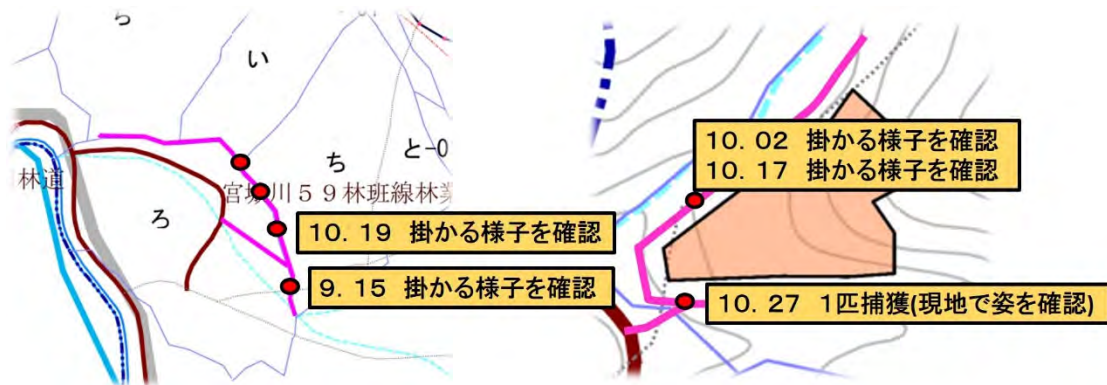 ち
い
ち
と-0
林道
宮城川59林班線林業
ろ
10.19 掛かる様子を確認
9.15 掛かる様子を確認
10.02 掛かる様子を確認
10.17 掛かる様子を確認
10.27 1匹捕獲(現地で姿を確認)